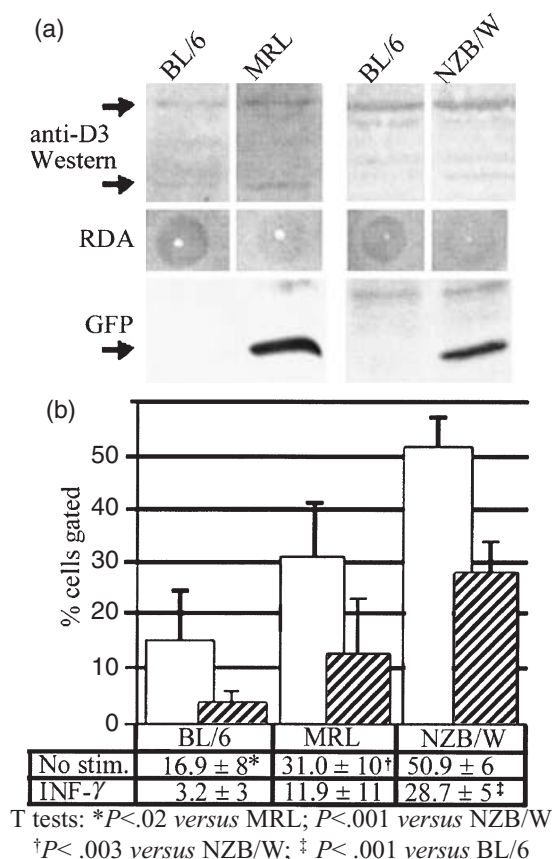 (a)
BL/6 MRL BL/6 NZB/W
anti-D3
Western
RDA
GFP
(b)
% cells gated
50
40
30
20
10
0
BL/6 MRL NZB/W
No stim. 16.9 ± 8* 31.0 ± 10† 50.9 ± 6
INF-γ 3.2 ± 3 11.9 ± 11 28.7 ± 5‡
T tests: *P<.02 versus MRL; P<.001 versus NZB/W
†P< .003 versus NZB/W; ‡ P< .001 versus BL/6